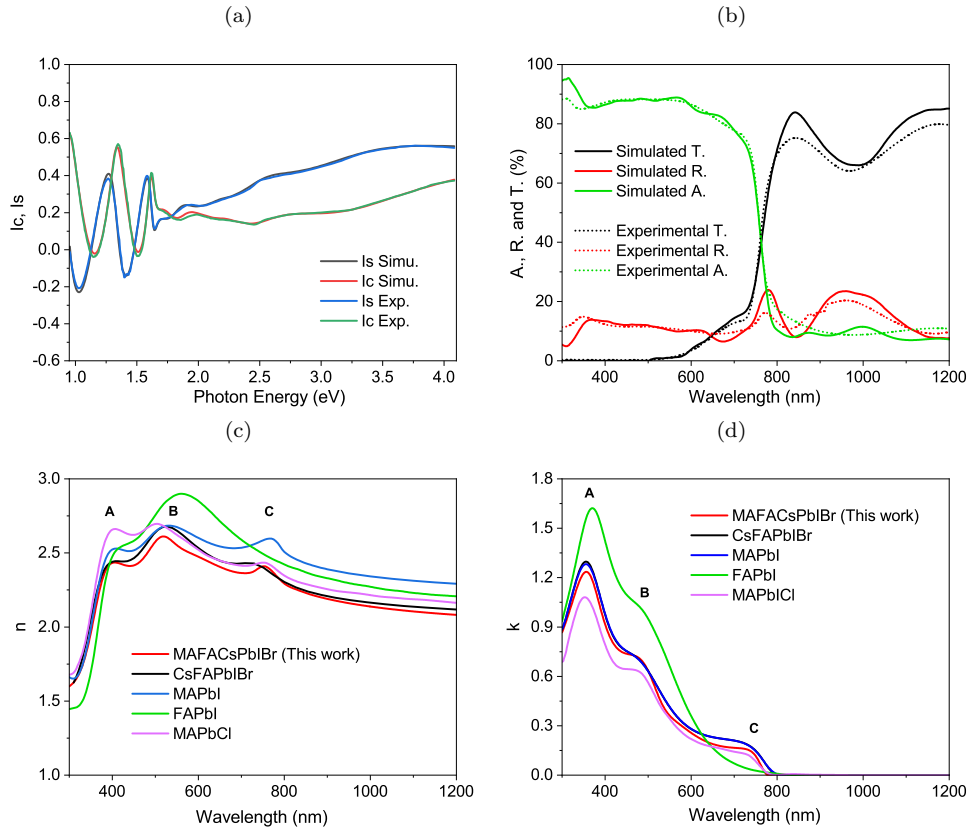 (a)
Ic, Is
1.0
0.8
0.6
0.4
0.2
0.0
-0.2
-0.4
-0.6
Is Simu.
Ic Simu.
Is Exp.
Ic Exp.
1.0 1.5 2.0 2.5 3.0 3.5 4.0
Photon Energy (eV)
(b)
A., R. and T. (%)
100
80
60
40
20
0
Simulated T.
Simulated R.
Simulated A.
Experimental T.
Experimental R.
Experimental A.
400 600 800 1000 1200
Wavelength (nm)
(c)
n
3.0
2.5
2.0
1.5
1.0
A B C
MAFACsPbIBr (This work)
CsFAPbIBr
MAPbI
FAPbI
MAPbCl
400 600 800 1000 1200
Wavelength (nm)
(d)
k
1.8
1.5
1.2
0.9
0.6
0.3
0.0
A
B
C
MAFACsPbIBr (This work)
CsFAPbIBr
MAPbI
FAPbI
MAPbICl
400 600 800 1000 1200
Wavelength (nm)